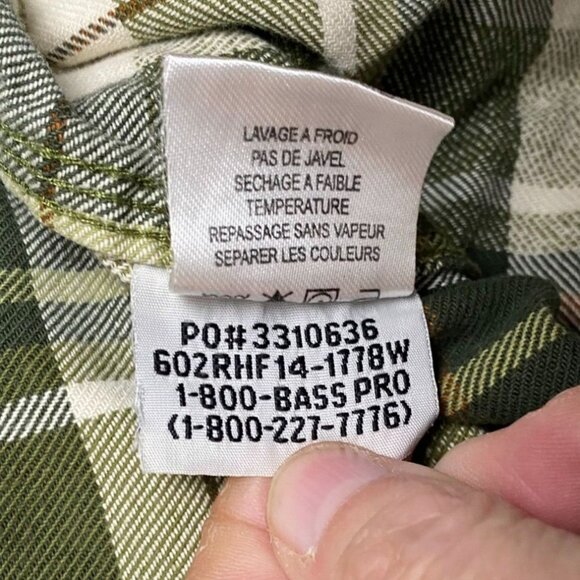 LAVAGE A FROID
PAS DE JAVEL
SECHAGE A FAIBLE
TEMPERATURE
REPASSAGE SANS VAPEUR
SEPARER LES COULEURS
PO#3310636
602RHF14-1778W
1-800-BASS PRO
(1-800-227-7776)